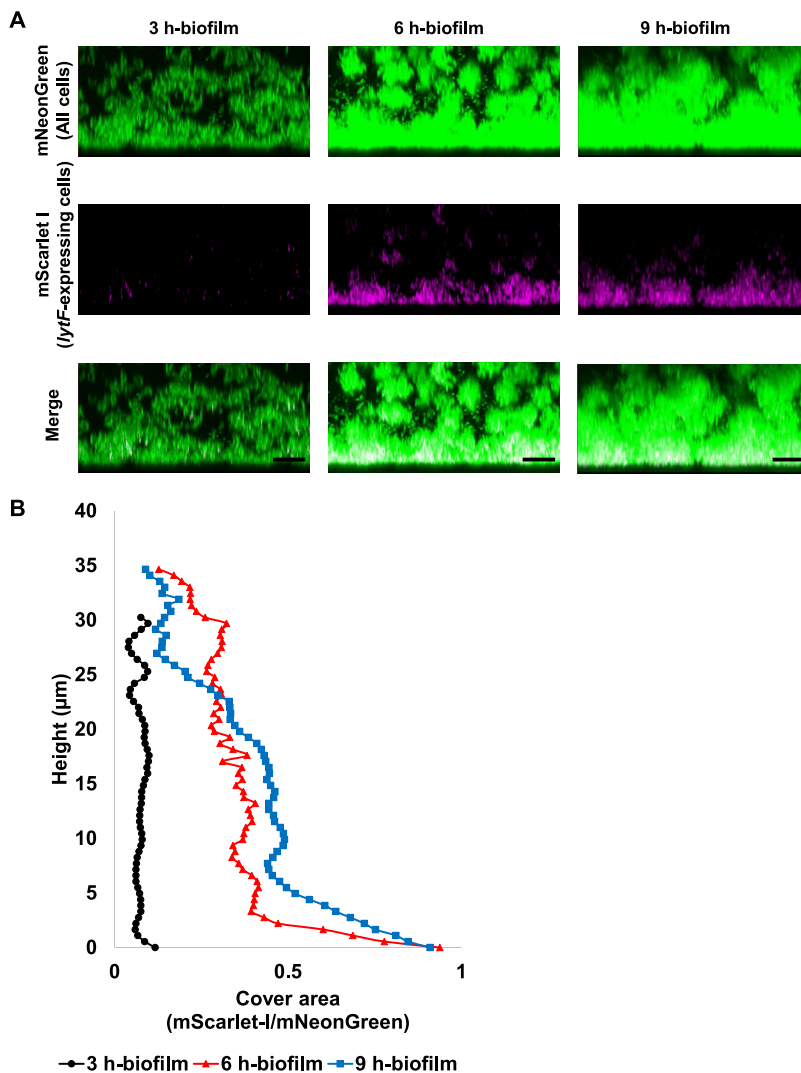 A
3 h-biofilm
6 h-biofilm
9 h-biofilm
mNeonGreen
(All cells)
mScarlet I
(lytF-expressing cells)
Merge
B
40
35
30
25
20
15
10
5
0
Height (μm)
0
0.5
1
Cover area
(mScarlet-I/mNeonGreen)
3 h-biofilm
6 h-biofilm
9 h-biofilm